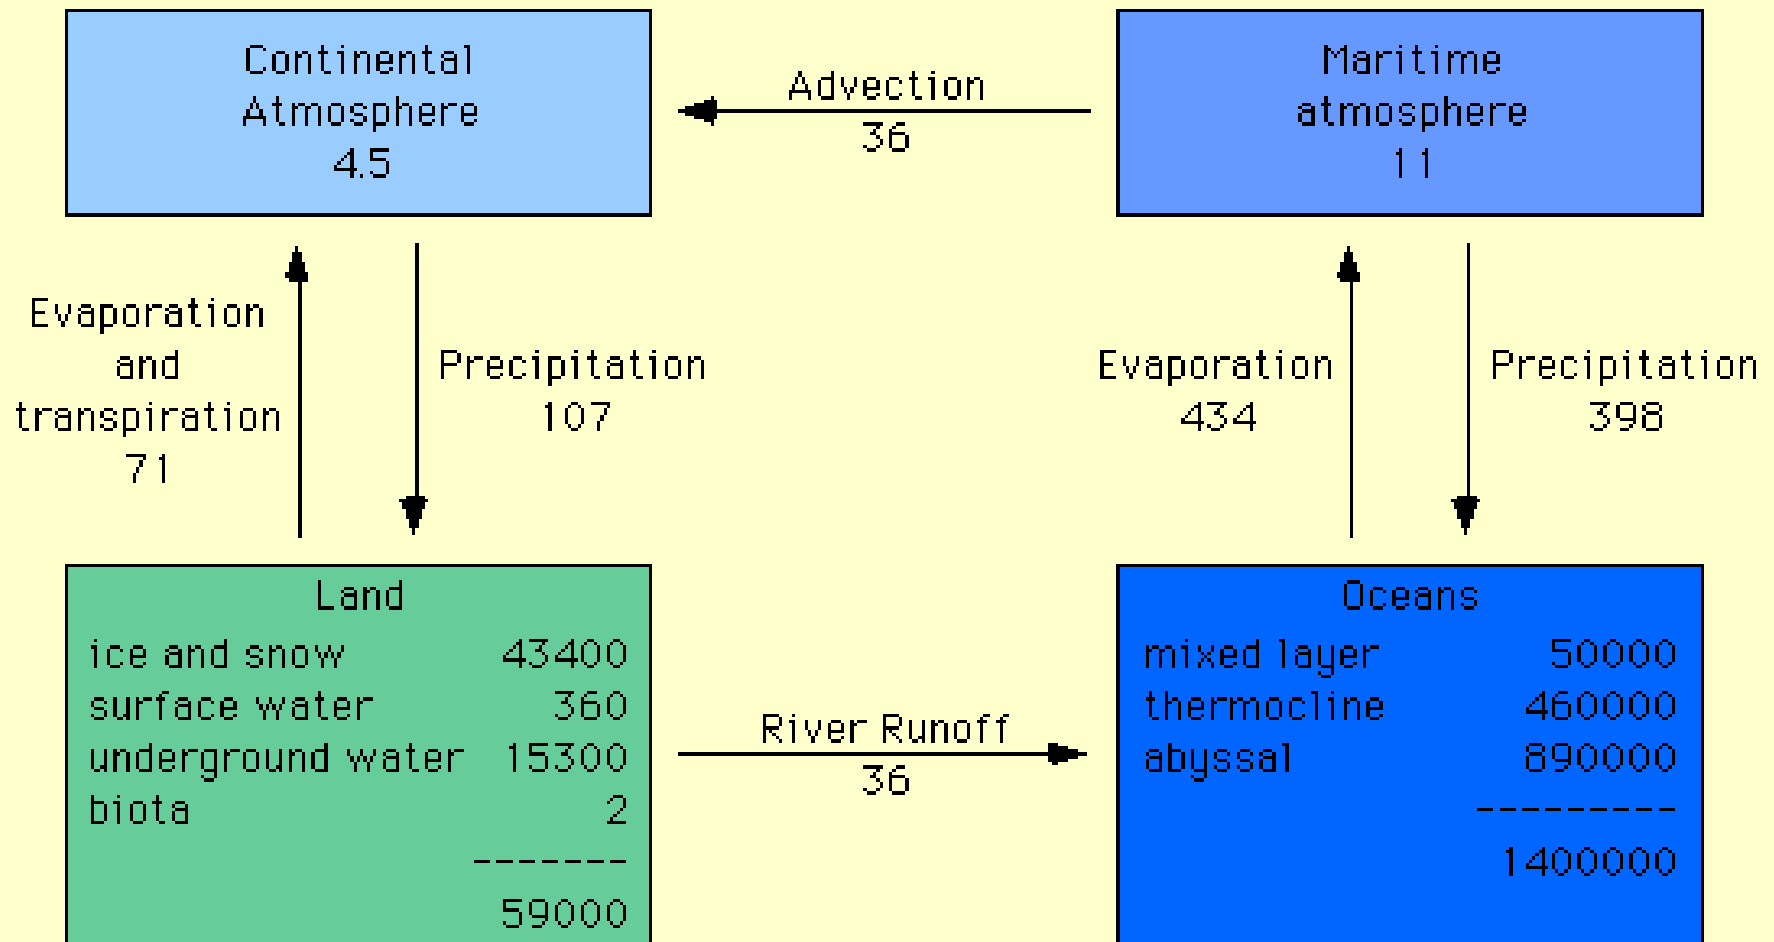 Continental
Atmosphere
4.5
Advection
36
Maritime
atmosphere
11
Evaporation
and
transpiration
71
Precipitation
107
Evaporation
434
Precipitation
398
Land
ice and snow 43400
surface water 360
underground water 15300
biota 2
-------
59000
River Runoff
36
Oceans
mixed layer 50000
thermocline 460000
abyssal 890000
---------
1400000